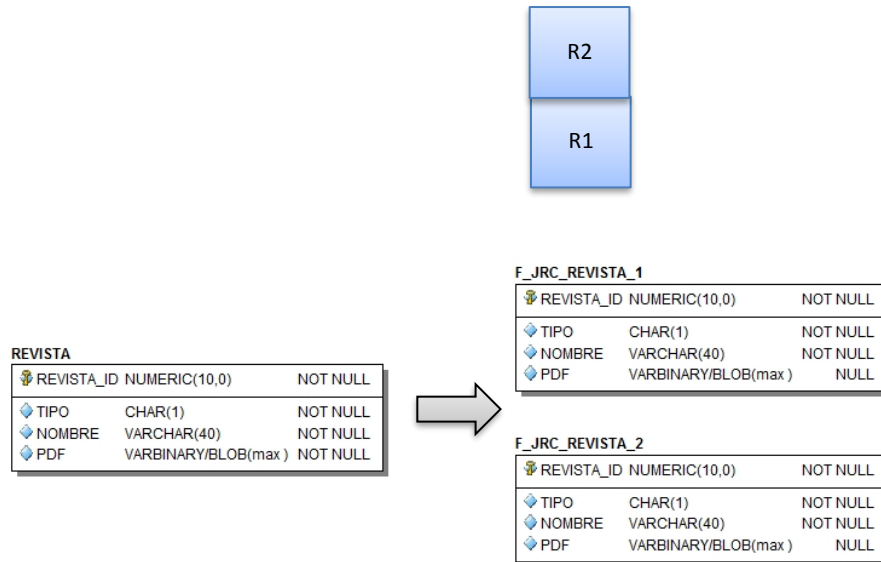 R2
R1
F_JRC_REVISTA_1
REVISTA_ID NUMERIC(10,0) NOT NULL
TIPO CHAR(1) NOT NULL
NOMBRE VARCHAR(40) NOT NULL
PDF VARBINARY/BLOB(max ) NULL
REVISTA
REVISTA_ID NUMERIC(10,0) NOT NULL
TIPO CHAR(1) NOT NULL
NOMBRE VARCHAR(40) NOT NULL
PDF VARBINARY/BLOB(max ) NOT NULL
F_JRC_REVISTA_2
REVISTA_ID NUMERIC(10,0) NOT NULL
TIPO CHAR(1) NOT NULL
NOMBRE VARCHAR(40) NOT NULL
PDF VARBINARY/BLOB(max ) NULL